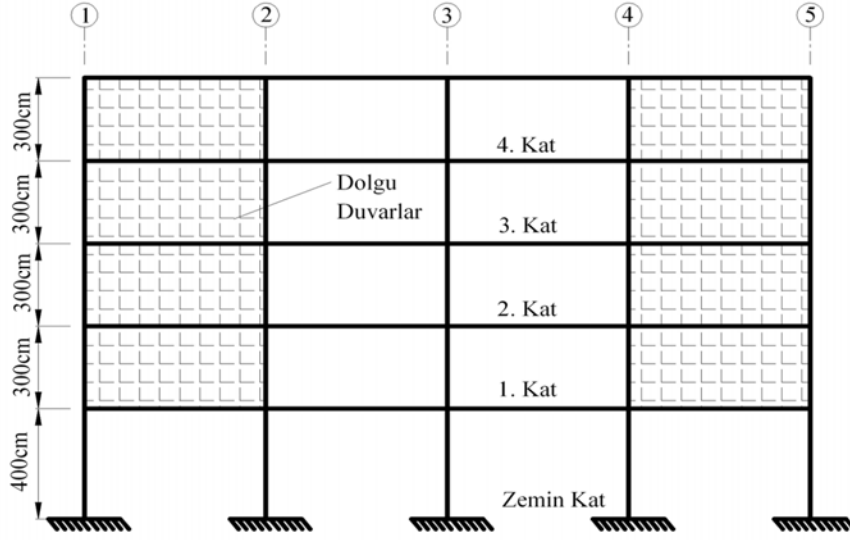 1 2 3 4 5
300cm
4. Kat
300cm
Dolgu
Duvarlar
3. Kat
300cm
2. Kat
300cm
1. Kat
400cm
Zemin Kat